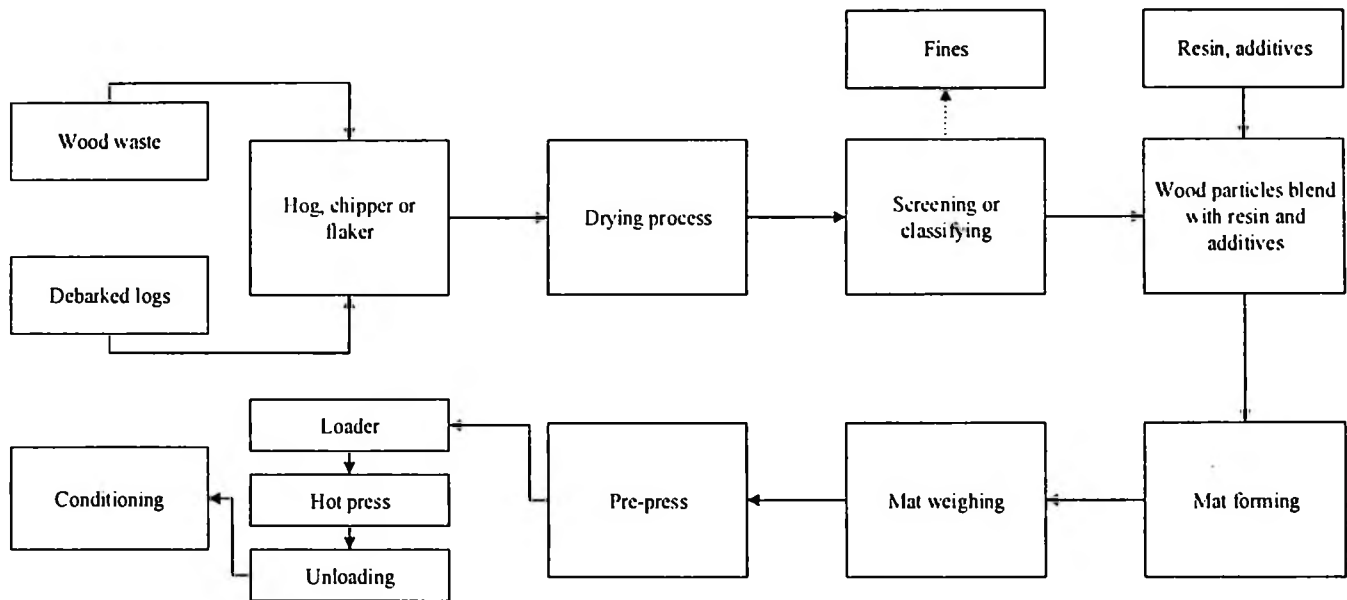 Fines
Resin, additives
Wood waste
Hog, chipper or
flaker
Drying process
Screening or
classifying
Wood particles blend
with resin and
additives
Debarked logs
Loader
Conditioning
Hot press
Pre-press
Mat weighing
Mat forming
Unloading